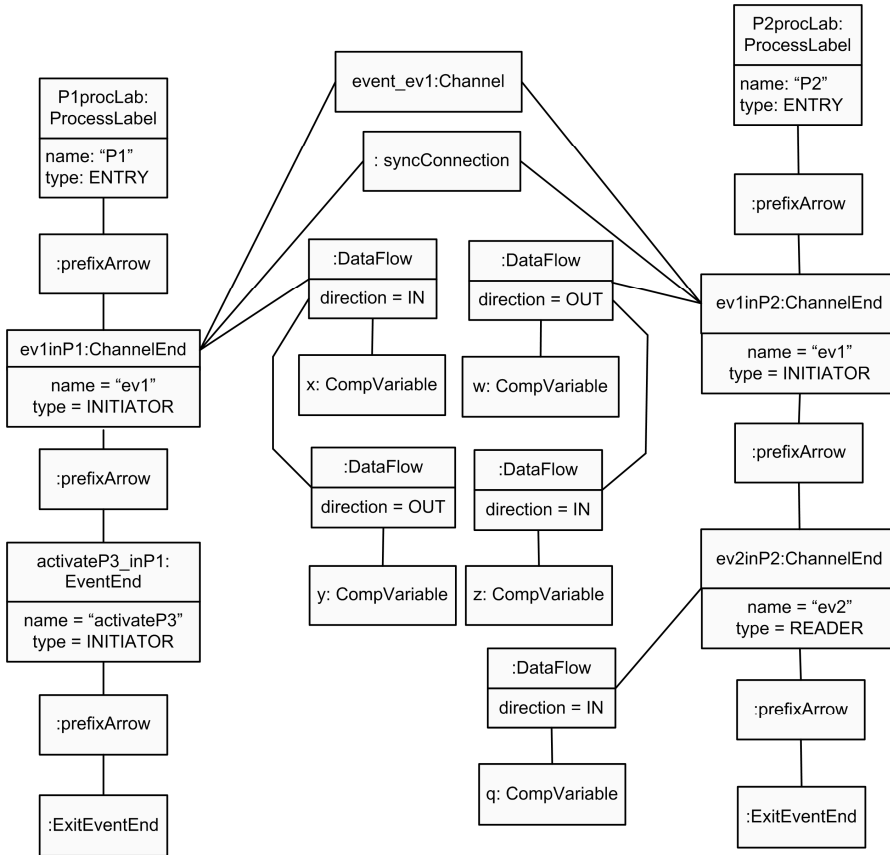 P1procLab:
ProcessLabel
name: “P1”
type: ENTRY
:prefixArrow
ev1inP1:ChannelEnd
name = “ev1”
type = INITIATOR
:prefixArrow
activateP3_inP1:
EventEnd
name = “activateP3”
type = INITIATOR
:prefixArrow
:ExitEventEnd
event_ev1:Channel
: syncConnection
:DataFlow
direction = IN
x: CompVariable
:DataFlow
direction = OUT
y: CompVariable
:DataFlow
direction = OUT
w: CompVariable
:DataFlow
direction = IN
z: CompVariable
:DataFlow
direction = IN
q: CompVariable
P2procLab:
ProcessLabel
name: “P2”
type: ENTRY
:prefixArrow
ev1inP2:ChannelEnd
name = “ev1”
type = INITIATOR
:prefixArrow
ev2inP2:ChannelEnd
name = “ev2”
type = READER
:prefixArrow
:ExitEventEnd